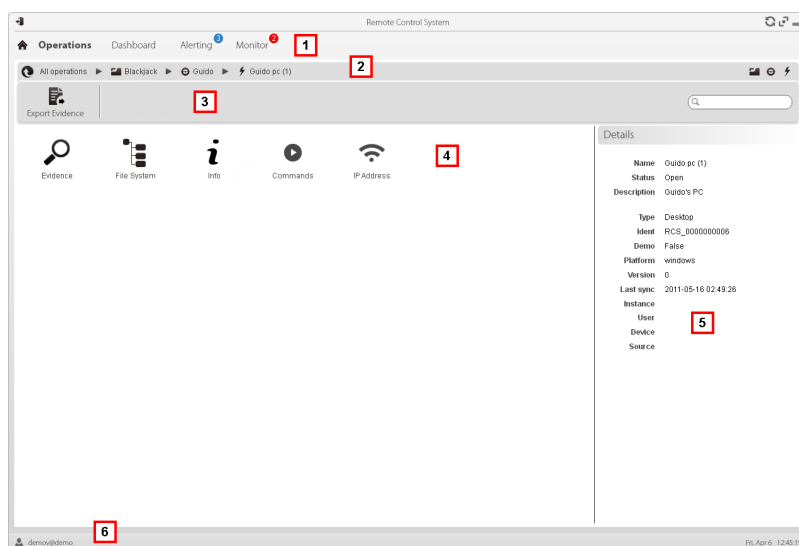 Remote Control System
Operations Dashboard Alerting 3 Monitor 2 1
All operations Blackjack Guido Guido pc (1) 2
Export Evidence 3
Evidence File System Info Commands IP Address 4
Details
Name Guido pc (1)
Status Open
Description Guido's PC
Type Desktop
Ident RCS_0000000006
Demo False
Platform windows
Version 0
Last sync 2011-05-16 02:49:26
Instance
User
Device
Source
5
6
demov@demo Fri, Apr 6 12:45:1